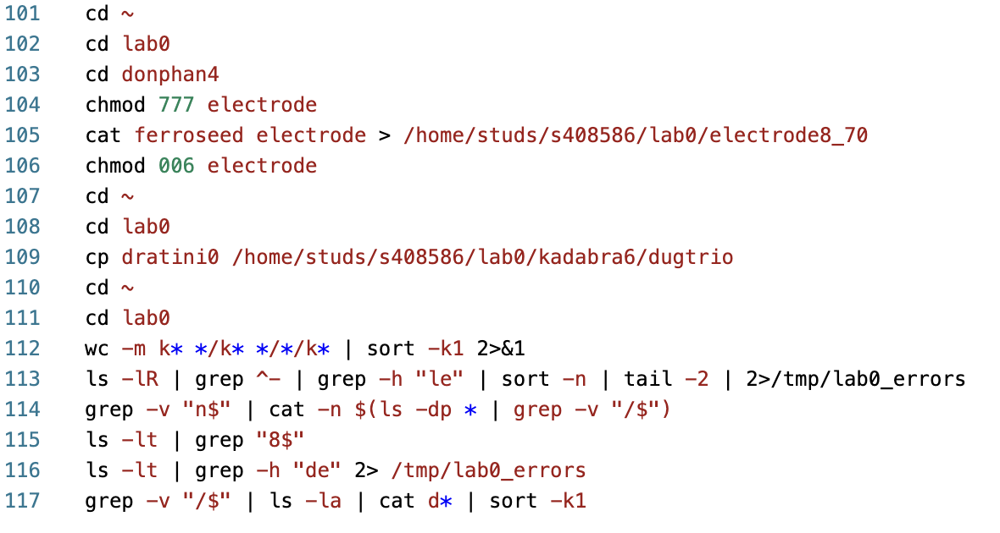 101 cd ~
102 cd lab0
103 cd donphan4
104 chmod 777 electrode
105 cat ferroseed electrode > /home/studs/s408586/lab0/electrode8_70
106 chmod 006 electrode
107 cd ~
108 cd lab0
109 cp dratini0 /home/studs/s408586/lab0/kadabra6/dugtrio
110 cd ~
111 cd lab0
112 wc -m k* */k* */*/k* | sort -k1 2>&1
113 ls -lR | grep ^- | grep -h "le" | sort -n | tail -2 | 2>/tmp/lab0_errors
114 grep -v "n$" | cat -n $(ls -dp * | grep -v "/$")
115 ls -lt | grep "8$"
116 ls -lt | grep -h "de" 2> /tmp/lab0_errors
117 grep -v "/$" | ls -la | cat d* | sort -k1